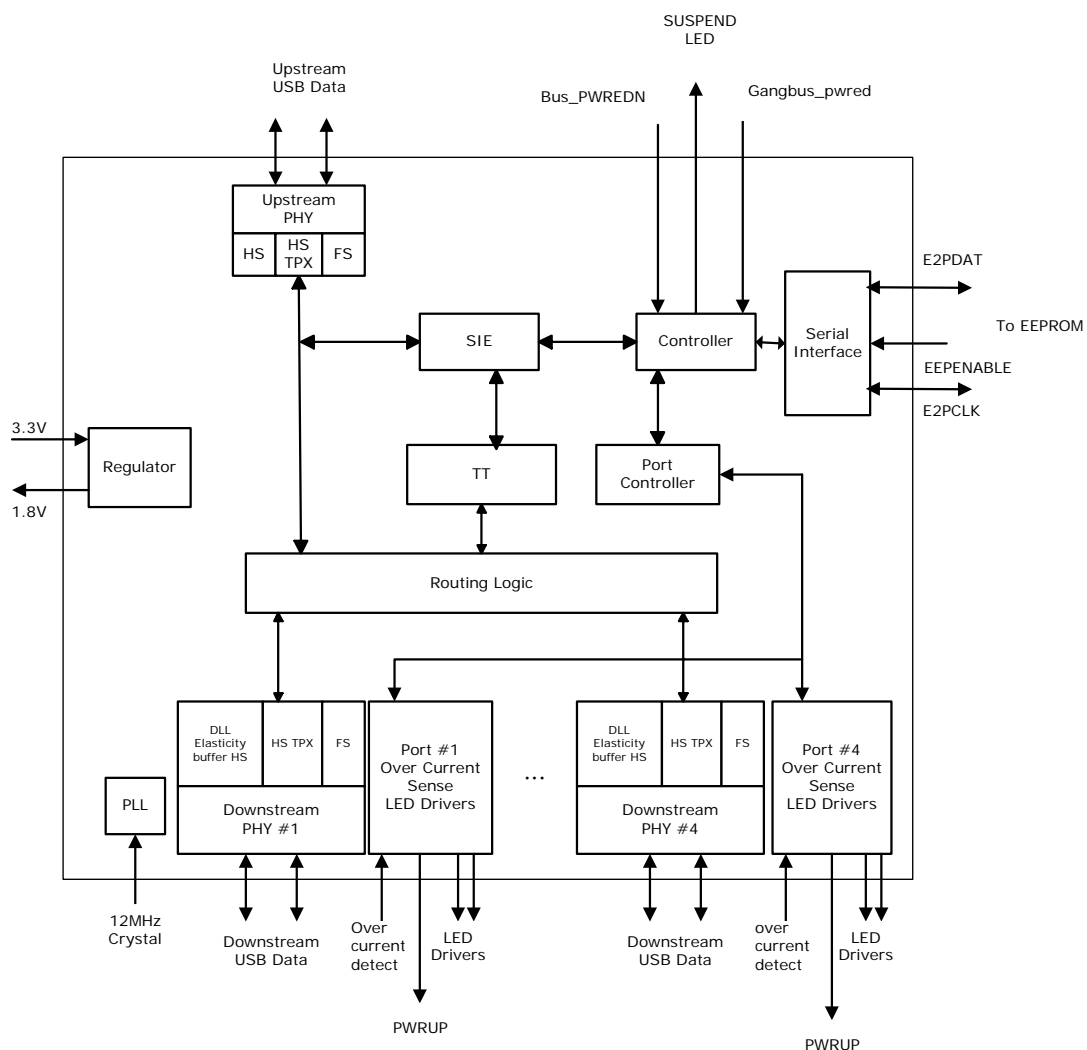 SUSPEND
LED
Upstream
USB Data
Bus_PWREDN
Gangbus_pwred
Upstream
PHY
HS
HS
TPX
FS
E2PDAT
SIE
Controller
Serial
Interface
To EEPROM
EEPENABLE
E2PCLK
3.3V
Regulator
1.8V
TT
Port
Controller
Routing Logic
DLL
Elasticity
buffer HS
HS TPX
FS
Port #1
Over Current
Sense
LED Drivers
...
DLL
Elasticity
buffer HS
HS TPX
FS
Port #4
Over Current
Sense
LED Drivers
PLL
Downstream
PHY #1
Downstream
PHY #4
12MHz
Crystal
Downstream
USB Data
Over
current
detect
LED
Drivers
Downstream
USB Data
over
current
detect
LED
Drivers
PWRUP
PWRUP